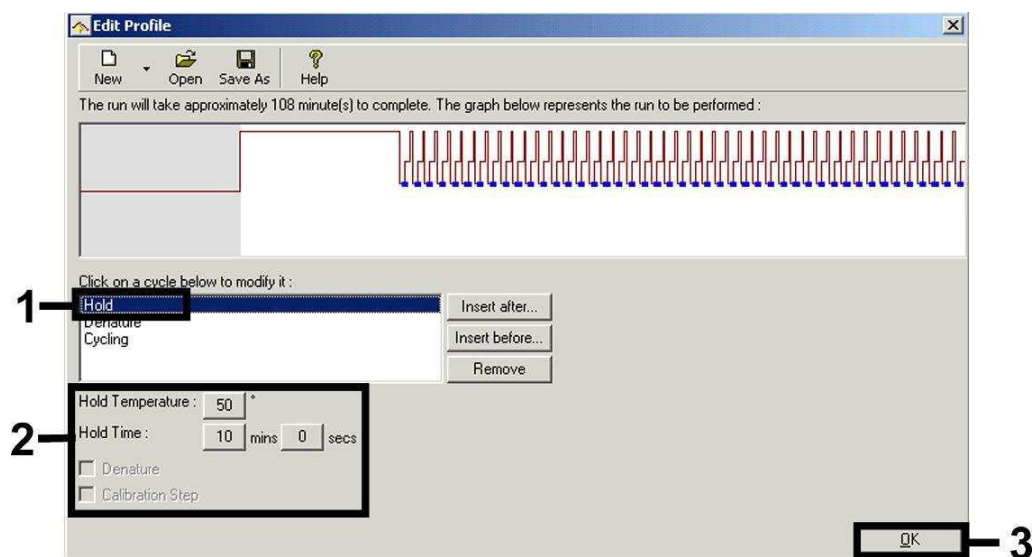 Edit Profile
New Open Save As Help
The run will take approximately 108 minute(s) to complete. The graph below represents the run to be performed :
Click on a cycle below to modify it :
1
Hold
Denature
Cycling
Insert after...
Insert before...
Remove
2
Hold Temperature : 50 °
Hold Time : 10 mins 0 secs
Denature
Calibration Step
OK
3